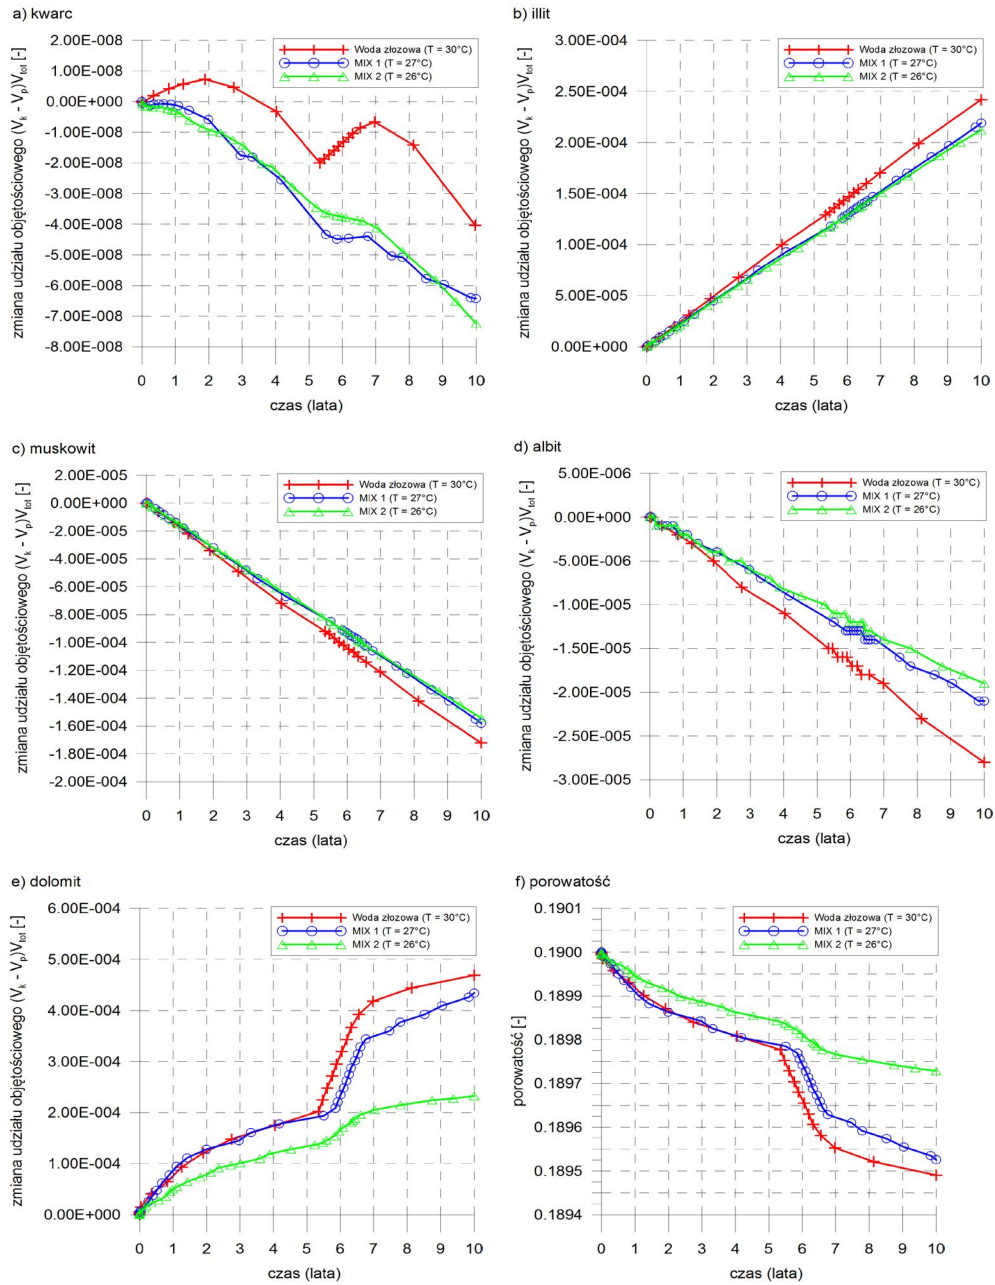 a) kwarc
zmiana udziału objętościowego (Vk - Vp)Vtot [-]
2.00E-008
1.00E-008
0.00E+000
-1.00E-008
-2.00E-008
-3.00E-008
-4.00E-008
-5.00E-008
-6.00E-008
-7.00E-008
-8.00E-008
Woda złozowa (T = 30°C)
MIX 1 (T = 27°C)
MIX 2 (T = 26°C)
0 1 2 3 4 5 6 7 8 9 10
czas (lata)
b) illit
zmiana udziału objętościowego (Vk - Vp)Vtot [-]
3.00E-004
2.50E-004
2.00E-004
1.50E-004
1.00E-004
5.00E-005
0.00E+000
Woda złozowa (T = 30°C)
MIX 1 (T = 27°C)
MIX 2 (T = 26°C)
0 1 2 3 4 5 6 7 8 9 10
czas (lata)
c) muskowit
zmiana udziału objętościowego (Vk - Vp)Vtot [-]
2.00E-005
0.00E+000
-2.00E-005
-4.00E-005
-6.00E-005
-8.00E-005
-1.00E-004
-1.20E-004
-1.40E-004
-1.60E-004
-1.80E-004
-2.00E-004
Woda złozowa (T = 30°C)
MIX 1 (T = 27°C)
MIX 2 (T = 26°C)
0 1 2 3 4 5 6 7 8 9 10
czas (lata)
d) albit
zmiana udziału objętościowego (Vk - Vp)Vtot [-]
5.00E-006
0.00E+000
-5.00E-006
-1.00E-005
-1.50E-005
-2.00E-005
-2.50E-005
-3.00E-005
Woda złozowa (T = 30°C)
MIX 1 (T = 27°C)
MIX 2 (T = 26°C)
0 1 2 3 4 5 6 7 8 9 10
czas (lata)
e) dolomit
zmiana udziału objętościowego (Vk - Vp)Vtot [-]
6.00E-004
5.00E-004
4.00E-004
3.00E-004
2.00E-004
1.00E-004
0.00E+000
Woda złozowa (T = 30°C)
MIX 1 (T = 27°C)
MIX 2 (T = 26°C)
0 1 2 3 4 5 6 7 8 9 10
czas (lata)
f) porowatość
porowatość [-]
0.1901
0.1900
0.1899
0.1898
0.1897
0.1896
0.1895
0.1894
Woda złozowa (T = 30°C)
MIX 1 (T = 27°C)
MIX 2 (T = 26°C)
0 1 2 3 4 5 6 7 8 9 10
czas (lata)